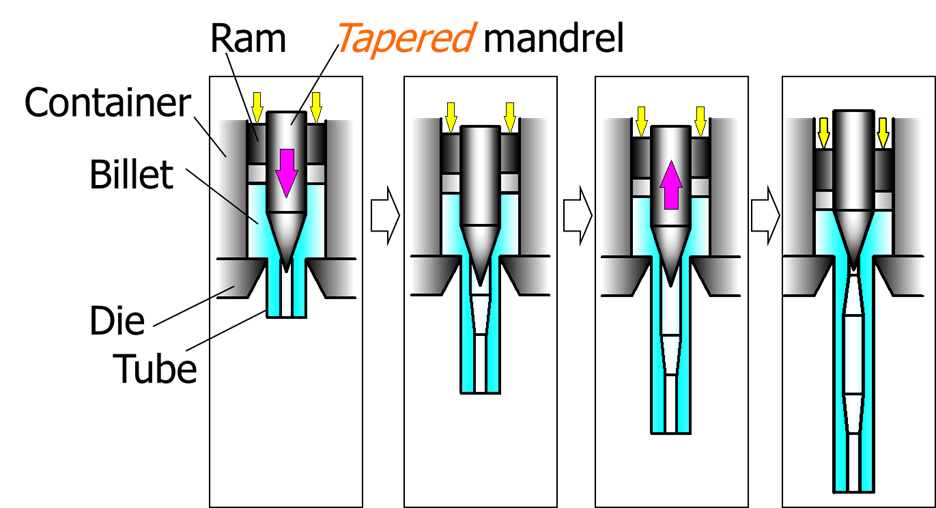 Ram
Tapered mandrel
Container
Billet
Die
Tube